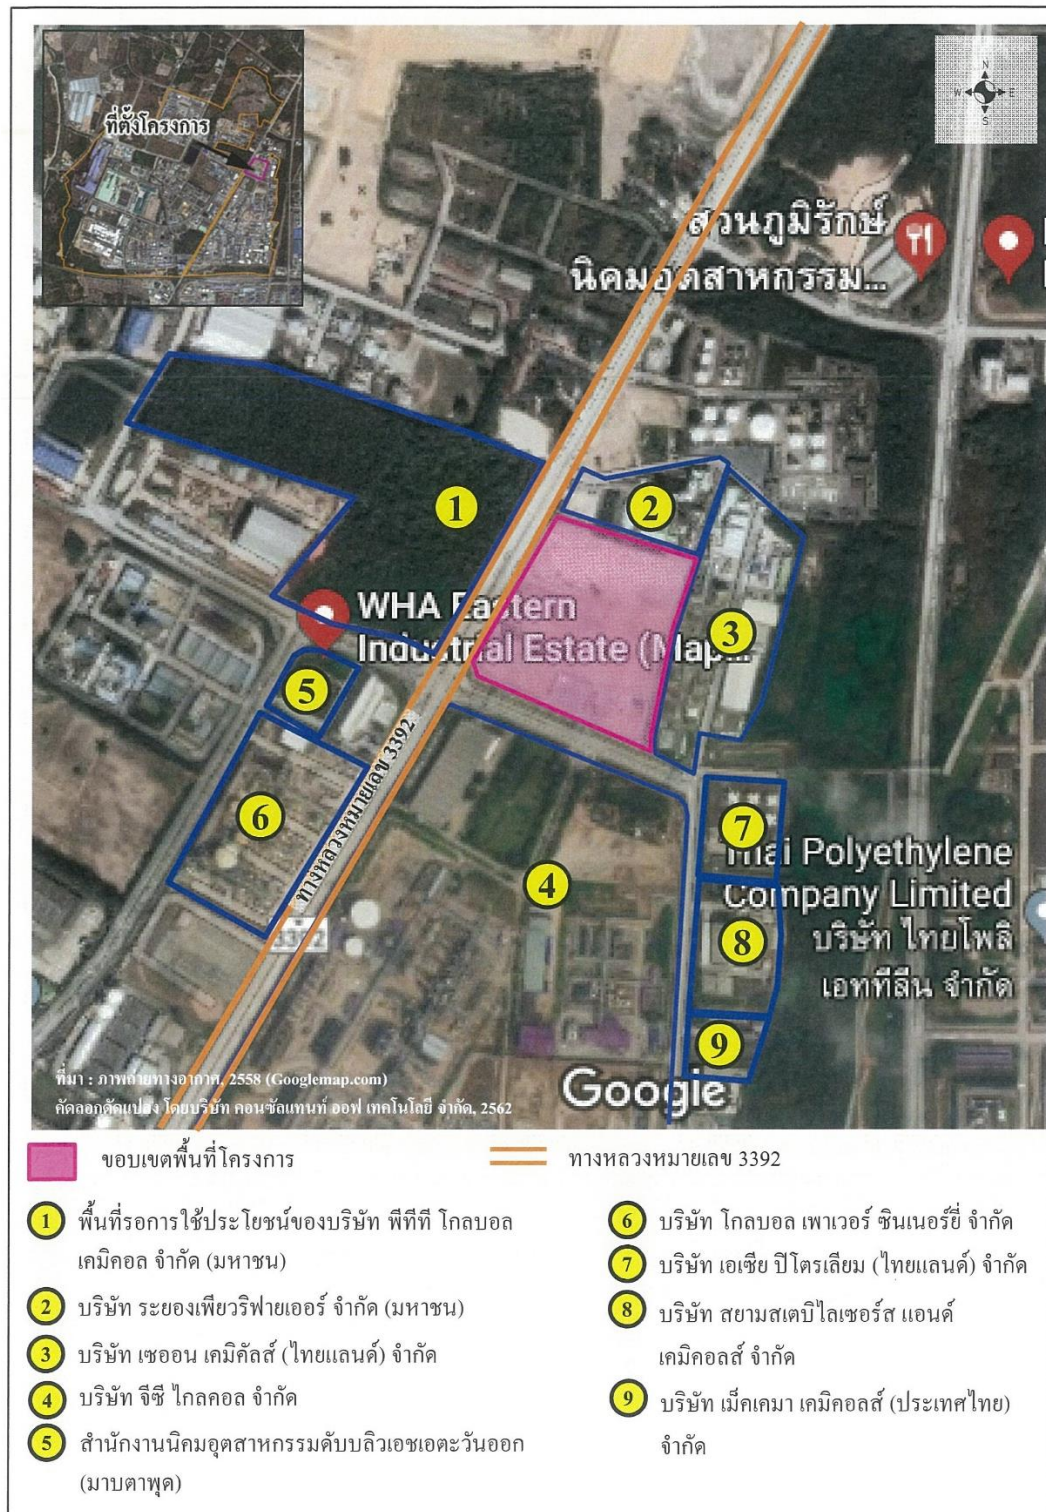 ที่ตั้งโครงการ
N
W
E
S
สวนภูมิรักษ์
นิคมอุตสาหกรรม...
1
2
3
WHA Eastern
Industrial Estate (Map...
5
6
ทางหลวงหมายเลข 3392
3392
4
7
Thai Polyethylene
Company Limited
บริษัท ไทยโพลิ
เอททีลีน จำกัด
8
9
Google
ที่มา : ภาพถ่ายทางอากาศ, 2558 (Googlemap.com)
คัดลอกดัดแปลง โดยบริษัท คอนซัลแทนท์ ออฟ เทคโนโลยี จำกัด, 2562
ขอบเขตพื้นที่โครงการ
ทางหลวงหมายเลข 3392
1 พื้นที่รอการใช้ประโยชน์ของบริษัท พีทีที โกลบอล
เคมิคอล จำกัด (มหาชน)
2 บริษัท ระยองเพียวริฟายเออร์ จำกัด (มหาชน)
3 บริษัท เซออน เคมิคัลส์ (ไทยแลนด์) จำกัด
4 บริษัท จีซี ไกลคอล จำกัด
5 สำนักงานนิคมอุตสาหกรรมดับบลิวเอชเอตะวันออก
(มาบตาพุด)
6 บริษัท โกลบอล เพาเวอร์ ซินเนอร์ยี่ จำกัด
7 บริษัท เอเซีย ปิโตรเลียม (ไทยแลนด์) จำกัด
8 บริษัท สยามสเตบิไลเซอร์ส แอนด์
เคมิคอลส์ จำกัด
9 บริษัท เม็คเคมา เคมิคอลส์ (ประเทศไทย)
จำกัด